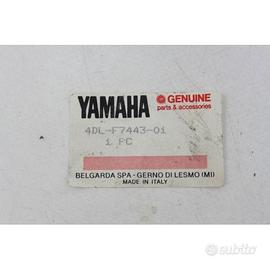 YAMAHA
GENUINE
parts & accessories
4DL-F7443-01
1 PC
BELGARDA SPA - GERNO DI LESMO (MI)
MADE IN ITALY
subito